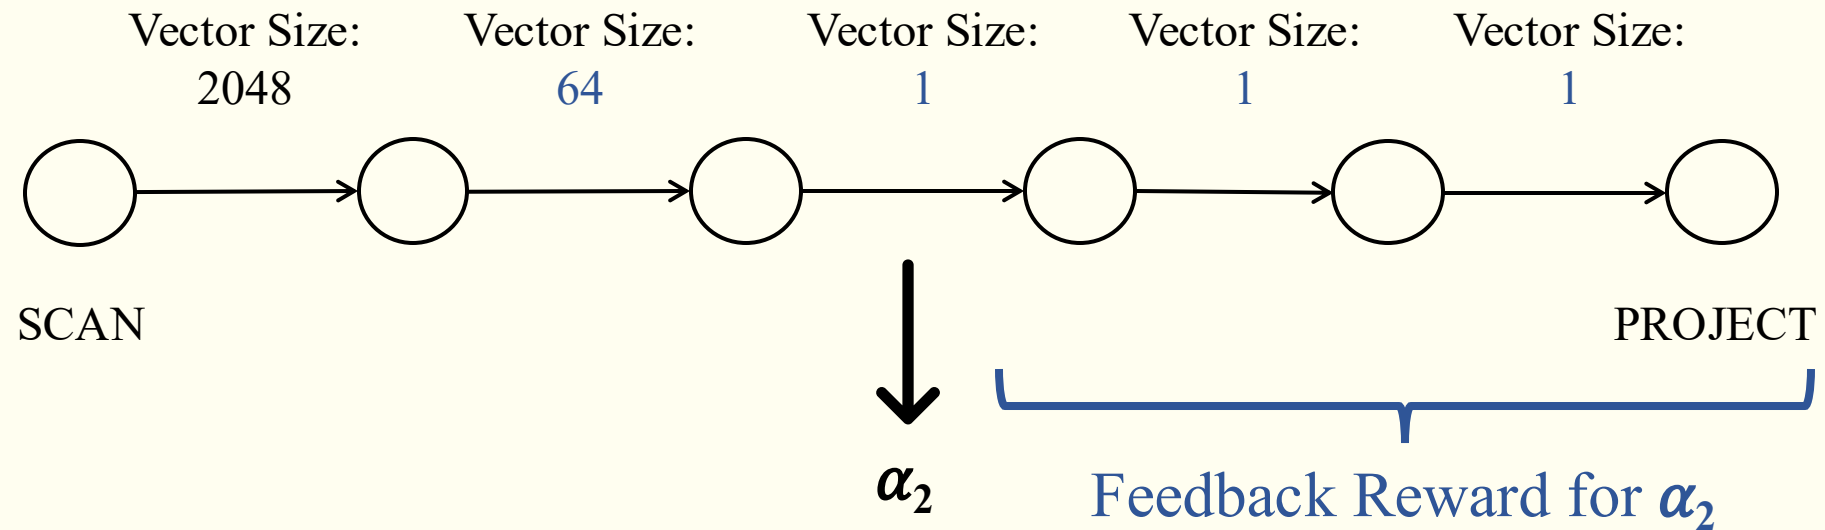 Vector Size: Vector Size: Vector Size: Vector Size: Vector Size:
2048 64 1 1 1
SCAN PROJECT
α₂ Feedback Reward for α₂